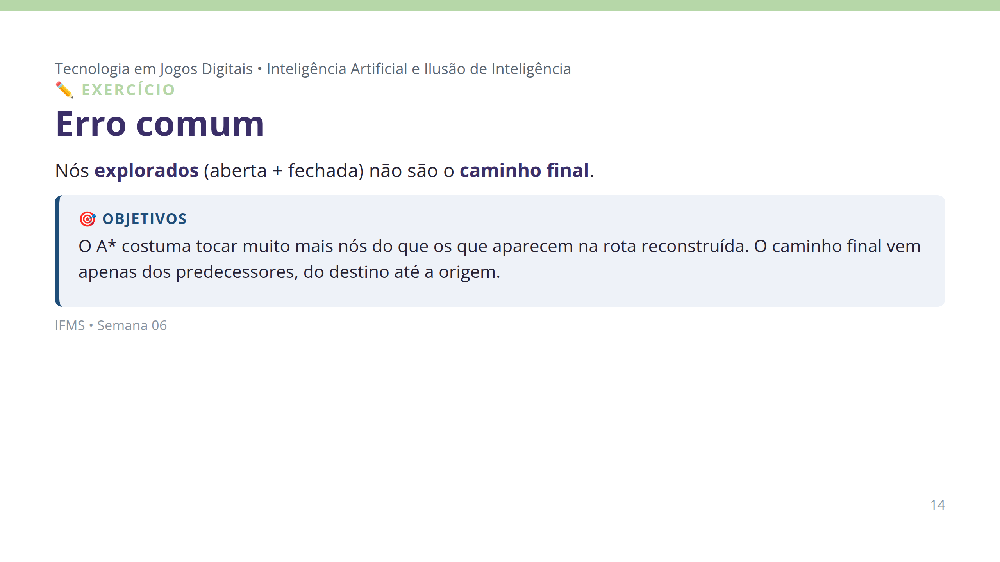 Tecnologia em Jogos Digitais • Inteligência Artificial e Ilusão de Inteligência
✏️ EXERCÍCIO
Erro comum
Nós explorados (aberta + fechada) não são o caminho final.
🎯 OBJETIVOS
O A* costuma tocar muito mais nós do que os que aparecem na rota reconstruída. O caminho final vem
apenas dos predecessores, do destino até a origem.
IFMS • Semana 06
14